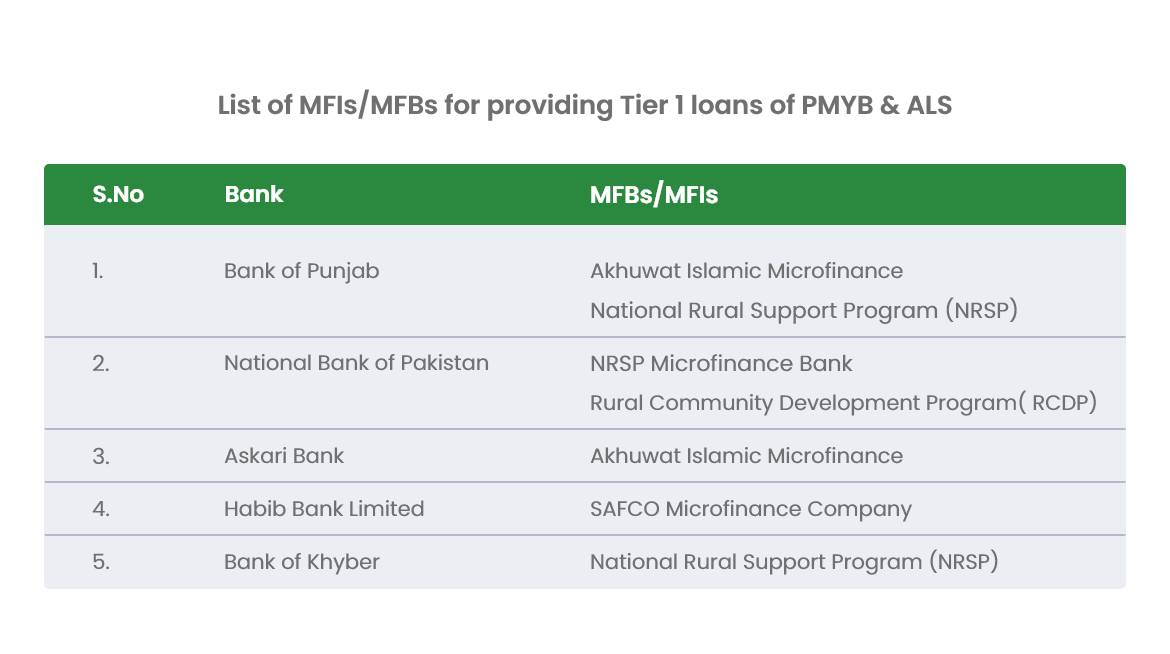 List of MFIs/MFBs for providing Tier 1 loans of PMYB & ALS
S.No Bank MFBs/MFIs
1. Bank of Punjab Akhuwat Islamic Microfinance
National Rural Support Program (NRSP)
2. National Bank of Pakistan NRSP Microfinance Bank
Rural Community Development Program( RCDP)
3. Askari Bank Akhuwat Islamic Microfinance
4. Habib Bank Limited SAFCO Microfinance Company
5. Bank of Khyber National Rural Support Program (NRSP)